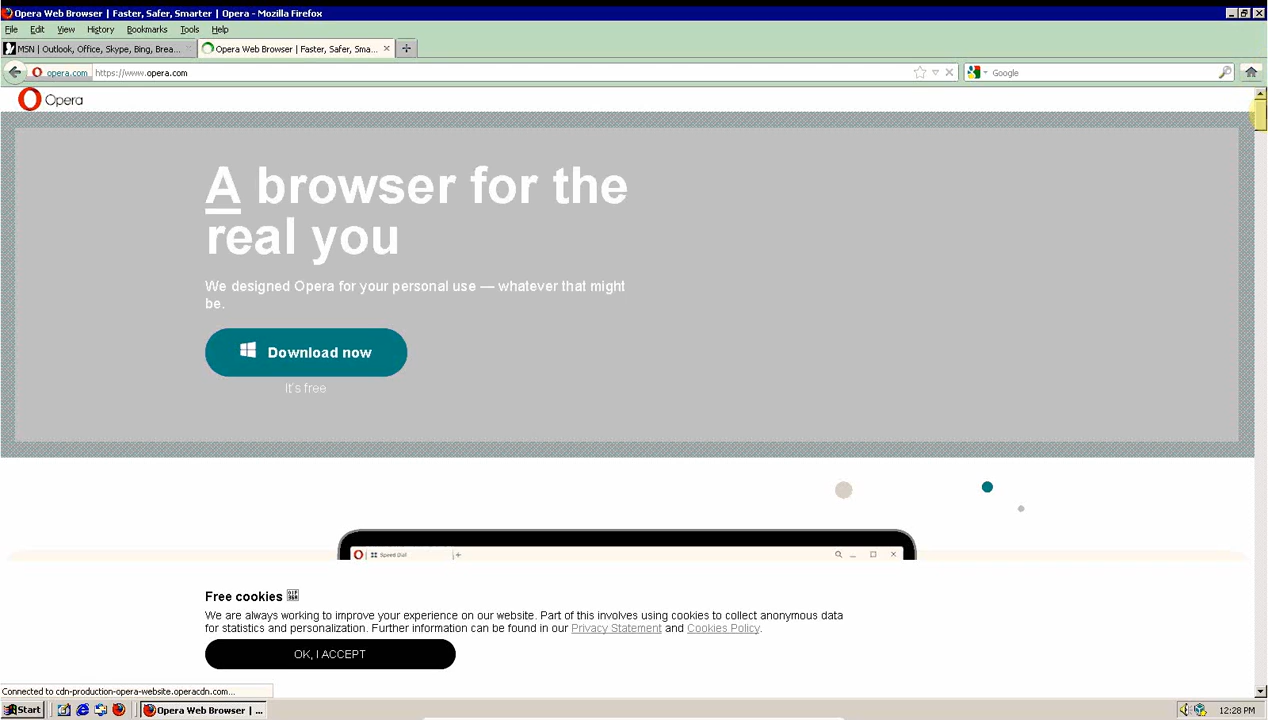 Opera Web Browser | Faster, Safer, Smarter | Opera - Mozilla Firefox
File Edit View History Bookmarks Tools Help
MSN | Outlook, Office, Skype, Bing, Brea...
Opera Web Browser | Faster, Safer, Sma...
opera.com https://www.opera.com
Google
Opera
A browser for the
real you
We designed Opera for your personal use — whatever that might
be.
Download now
It's free
Speed Dial
Free cookies
We are always working to improve your experience on our website. Part of this involves using cookies to collect anonymous data
for statistics and personalization. Further information can be found in our Privacy Statement and Cookies Policy.
OK, I ACCEPT
Connected to cdn-production-opera-website.operacdn.com...
Start
Opera Web Browser | ...
12:28 PM